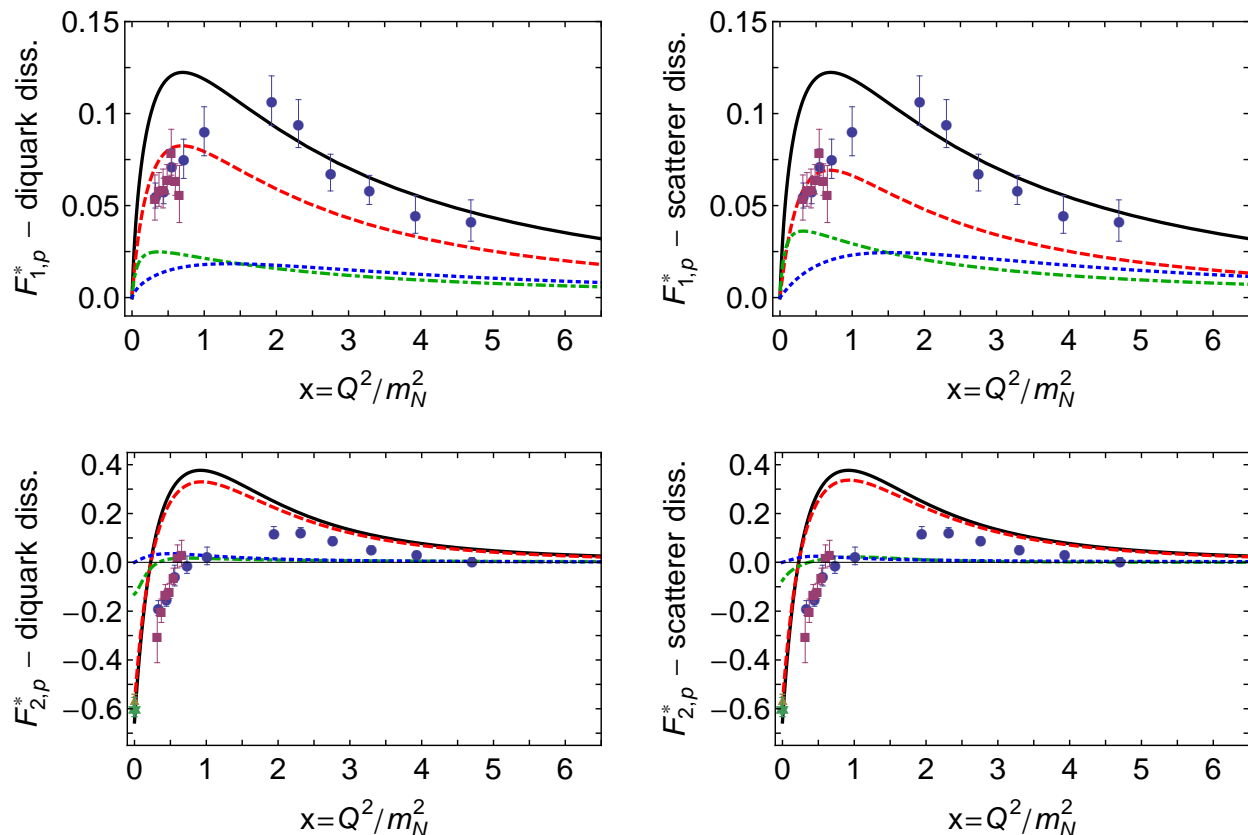 0.15
0.10
0.05
0.0
F*1,p − diquark diss.
0 1 2 3 4 5 6
x=Q²/m²N
0.15
0.10
0.05
0.0
F*1,p − scatterer diss.
0 1 2 3 4 5 6
x=Q²/m²N
0.4
0.2
0.0
−0.2
−0.4
−0.6
F*2,p − diquark diss.
0 1 2 3 4 5 6
x=Q²/m²N
0.4
0.2
0.0
−0.2
−0.4
−0.6
F*2,p − scatterer diss.
0 1 2 3 4 5 6
x=Q²/m²N